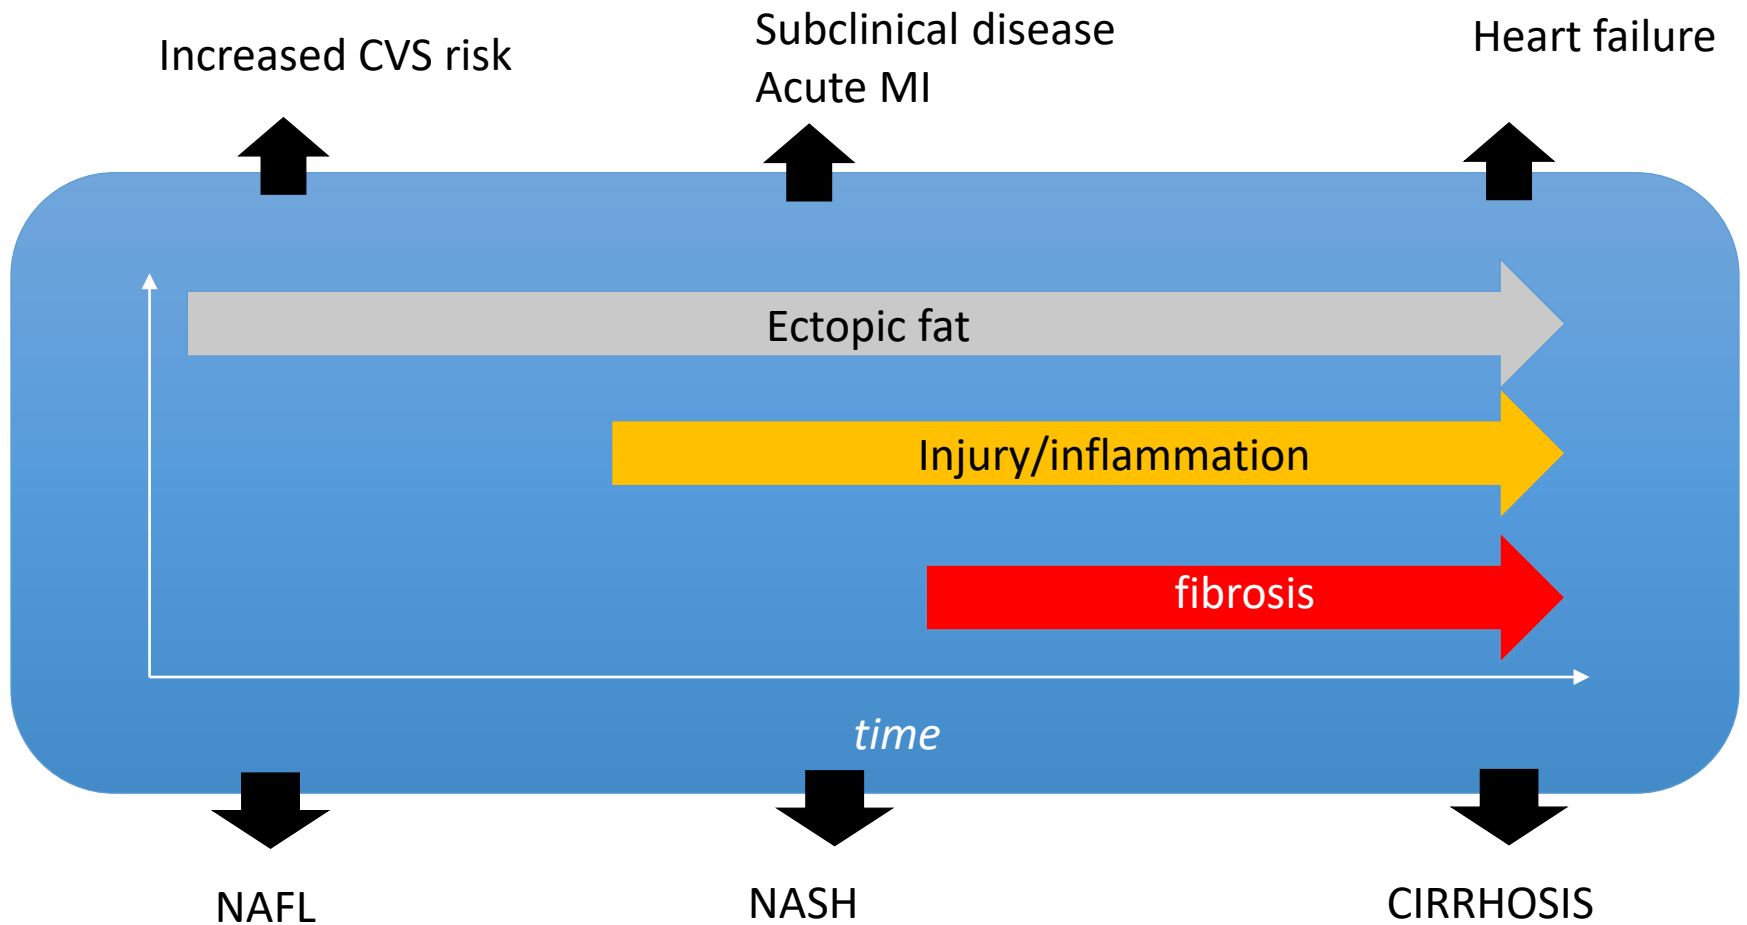 Increased CVS risk
Subclinical disease
Acute MI
Heart failure
Ectopic fat
Injury/inflammation
fibrosis
time
NAFL
NASH
CIRRHOSIS